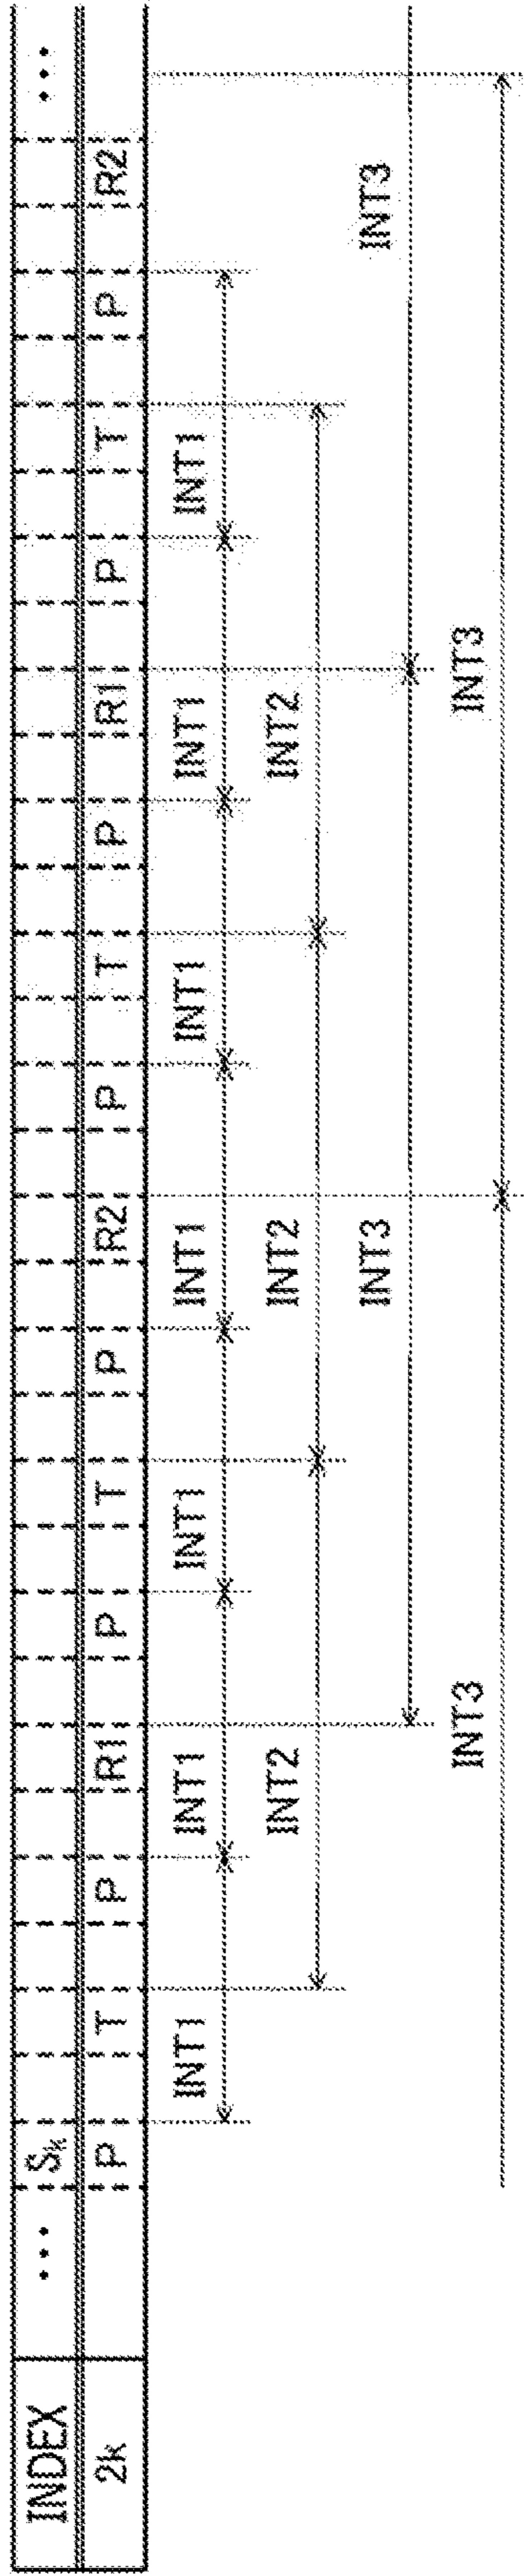 INDEX ... Sk ...
2k P T P R1 P T P R2 P T P R1 P T P R2
INT1 INT1 INT1 INT1 INT1 INT1 INT1
INT2 INT2 INT2
INT3 INT3
INT3 INT3